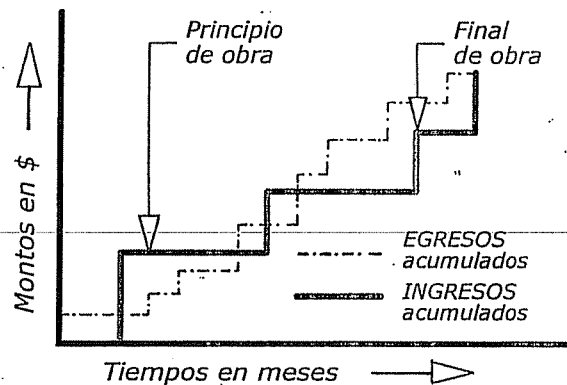 Principio
de obra
Final
de obra
Montos en $
EGRESOS
acumulados
INGRESOS
acumulados
Tiempos en meses